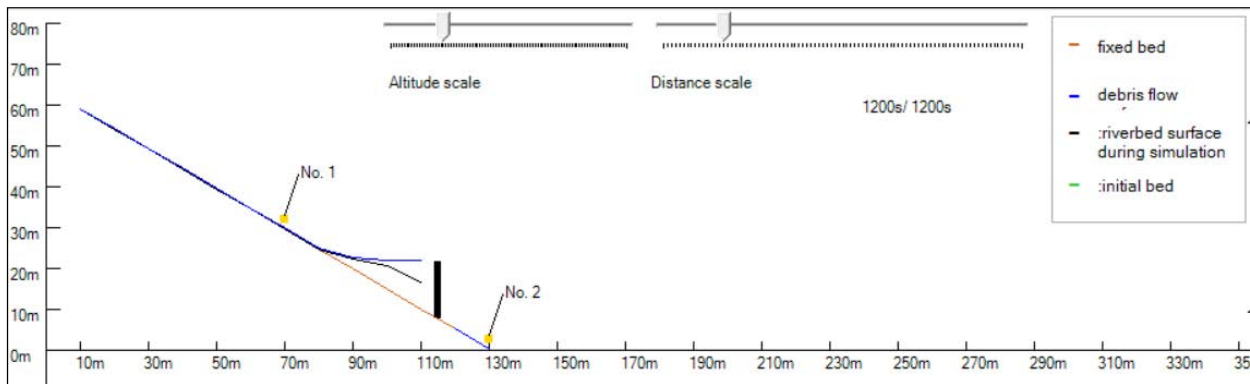 80m
70m
60m
50m
40m
30m
20m
10m
0m
Altitude scale
Distance scale
1200s/ 1200s
No. 1
No. 2
fixed bed
debris flow
:riverbed surface
during simulation
:initial bed
10m 30m 50m 70m 90m 110m 130m 150m 170m 190m 210m 230m 250m 270m 290m 310m 330m